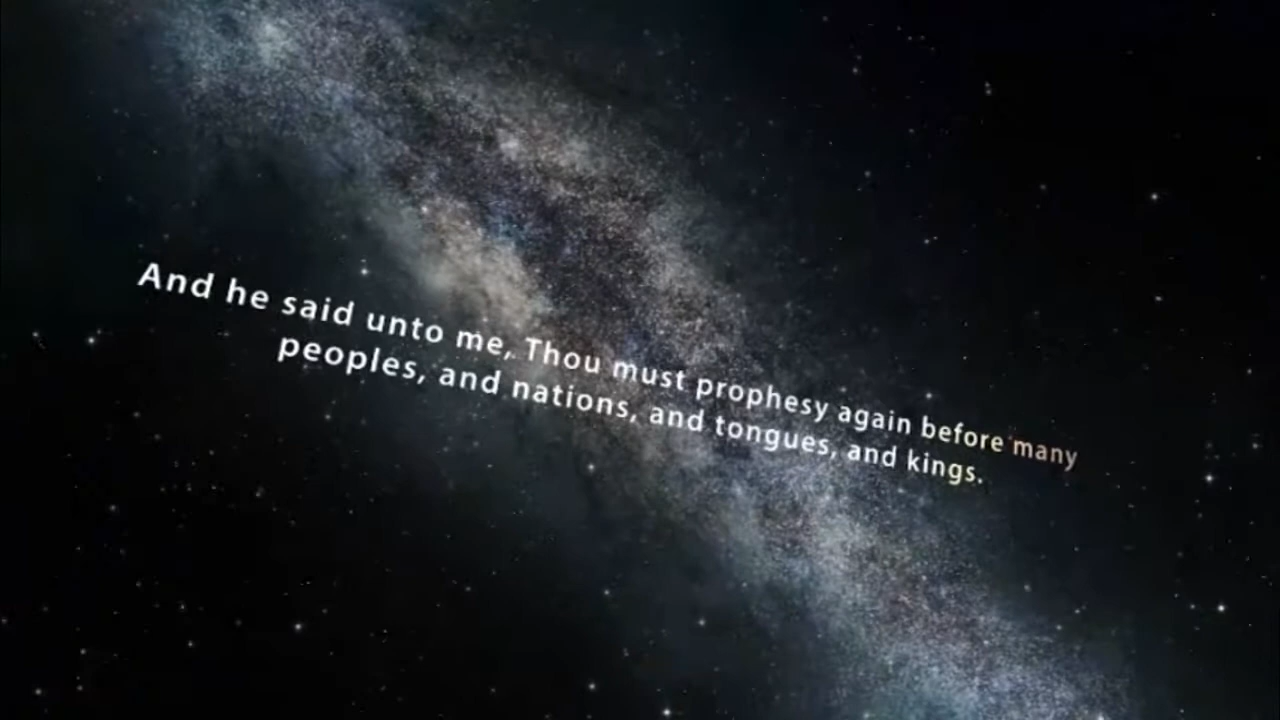 And he said unto me, Thou must prophesy again before many
peoples, and nations, and tongues, and kings.